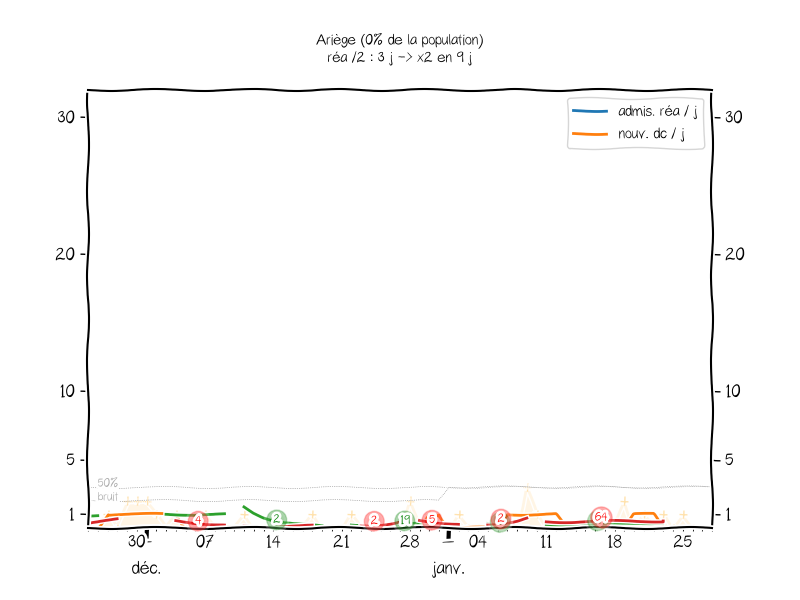 Ariège (0% de la population)
réa /2 : 3 j -> x2 en 9 j
admis. réa / j
nouv. dc / j
30 30
20 20
10 10
5 5
50%
bruit
1 1
4 2 2 19 5 2 64
30 07 14 21 28 04 11 18 25
déc. janv.